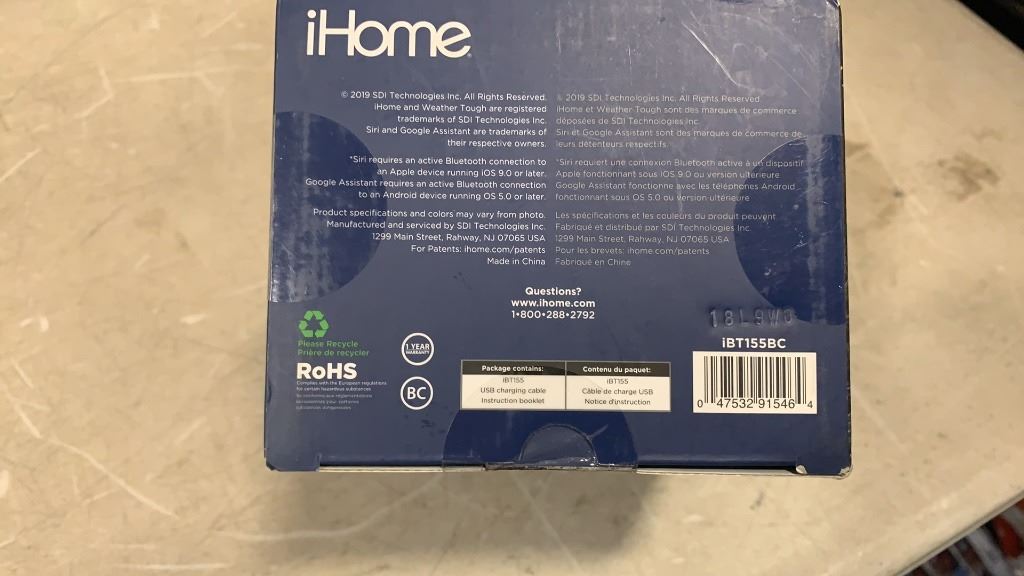 iHome
© 2019 SDI Technologies Inc. All Rights Reserved.
iHome and Weather Tough are registered
trademarks of SDI Technologies Inc.
Siri and Google Assistant are trademarks of
their respective owners.
*Siri requires an active Bluetooth connection to
an Apple device running iOS 9.0 or later.
Google Assistant requires an active Bluetooth connection
to an Android device running OS 5.0 or later.
Product specifications and colors may vary from photo.
Manufactured and serviced by SDI Technologies Inc.
1299 Main Street, Rahway, NJ 07065 USA
For Patents: ihome.com/patents
Made in China
© 2019 SDI Technologies Inc. All Rights Reserved.
iHome et Weather Tough sont des marques de commerce
déposées de SDI Technologies Inc.
Siri et Google Assistant sont des marques de commerce de
leurs détenteurs respectifs.
*Siri requiert une connexion Bluetooth active à un dispositif
Apple fonctionnant sous iOS 9.0 ou version ultérieure
Google Assistant fonctionne avec les téléphones Android
fonctionnant sous OS 5.0 ou version ultérieure
Les spécifications et les couleurs du produit peuvent
Fabriqué et distribué par SDI Technologies Inc.
1299 Main Street, Rahway, NJ 07065 USA
Pour les brevets: ihome.com/patents
Fabriqué en Chine
Questions?
www.ihome.com
1•800•288•2792
Please Recycle
Prière de recycler
RoHS
Complies with the European regulations
for certain hazardous substances
1 YEAR
WARRANTY
BC
Package contains:
iBT155
USB charging cable
Instruction booklet
Contenu du paquet:
iBT155
Câble de charge USB
Notice d'instruction
iBT155BC
0 47532 91546 4